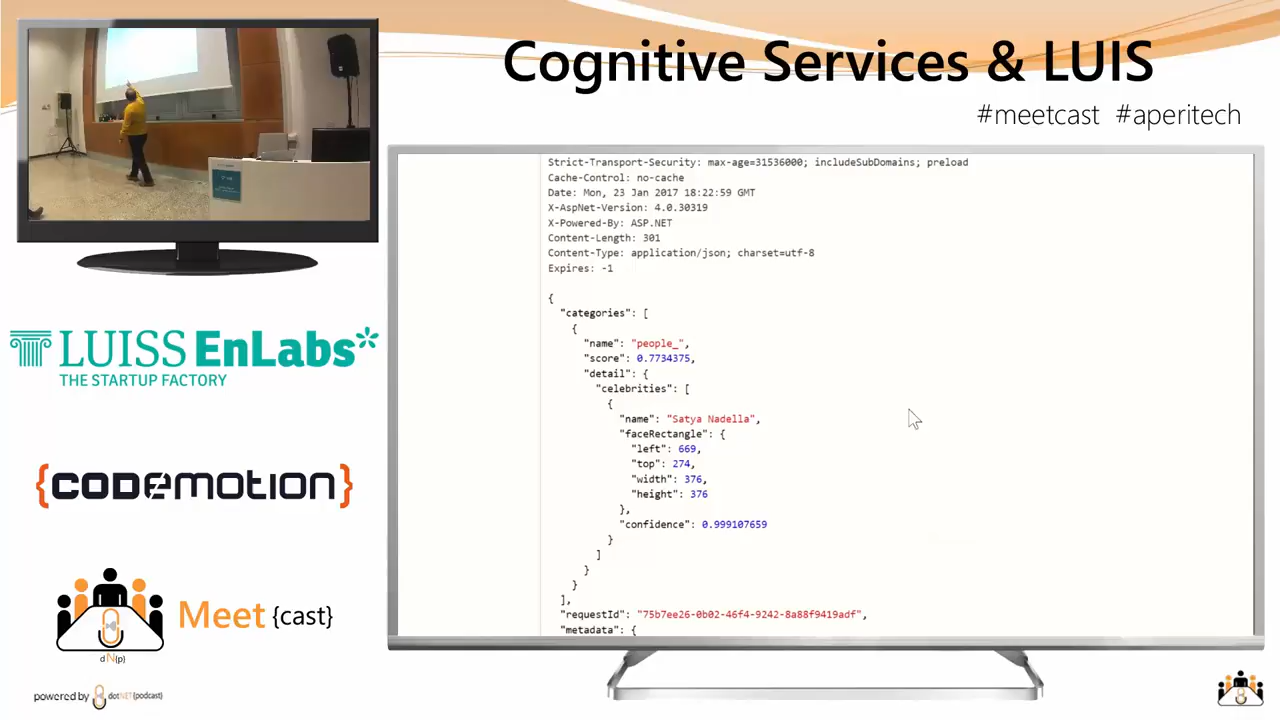 Cognitive Services & LUIS
#meetcast #aperitech
Strict-Transport-Security: max-age=31536000; includeSubDomains; preload
Cache-Control: no-cache
Date: Mon, 23 Jan 2017 18:22:59 GMT
X-AspNet-Version: 4.0.30319
X-Powered-By: ASP.NET
Content-Length: 301
Content-Type: application/json; charset=utf-8
Expires: -1
{
"categories": [
{
"name": "people_",
"score": 0.7734375,
"detail": {
"celebrities": [
{
"name": "Satya Nadella",
"faceRectangle": {
"left": 669,
"top": 274,
"width": 376,
"height": 376
},
"confidence": 0.999107659
}
]
}
}
],
"requestId": "75b7ee26-0b02-46f4-9242-8a88f9419adf",
"metadata": {
LUISS EnLabs*
THE STARTUP FACTORY
{CODEMOTION}
Meet {cast}
dN{p}
powered by dotNET{podcast}